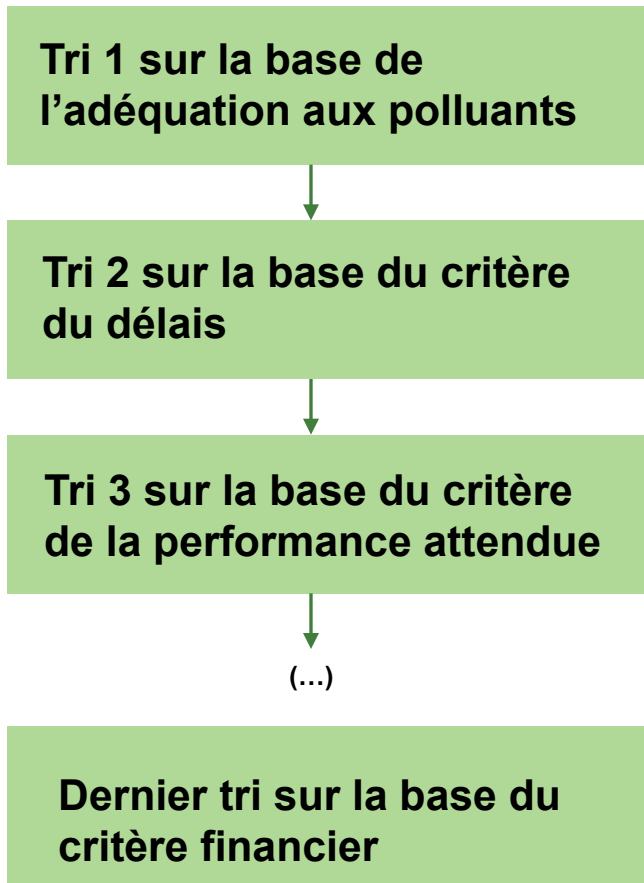 Tri 1 sur la base de
l’adéquation aux polluants
Tri 2 sur la base du critère
du délais
Tri 3 sur la base du critère
de la performance attendue
(…)
Dernier tri sur la base du
critère financier